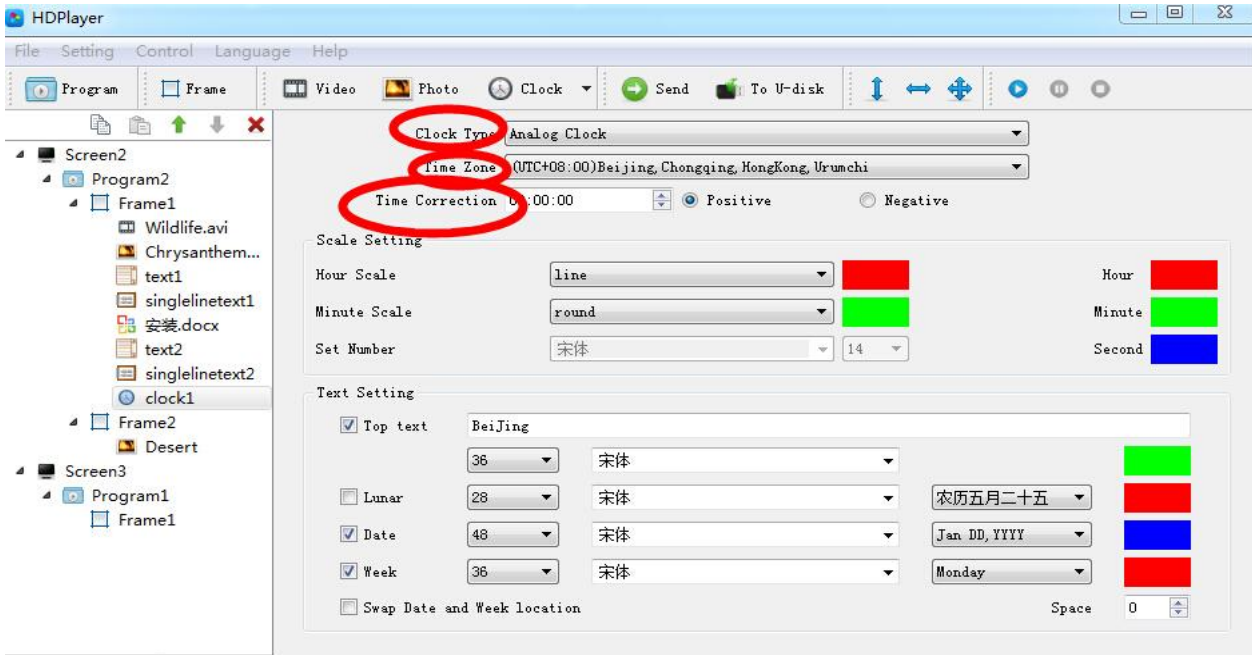 HDPlayer
File Setting Control Language Help
Program Frame Video Photo Clock Send To U-disk
Clock Type Analog Clock
Screen2
Time Zone (UTC+08:00)Beijing,Chongqing,HongKong,Urumchi
Program2
Frame1
Time Correction :00:00 Positive Negative
Wildlife.avi
Scale Setting
Chrysanthem...
text1
Hour Scale line Hour
singlelinetext1
Minute Scale round Minute
安装.docx
text2
Set Number 宋体 14 Second
singlelinetext2
clock1
Text Setting
Frame2
Top text BeiJing
Desert
36 宋体
Screen3
Program1
Lunar 28 宋体 农历五月二十五
Frame1
Date 48 宋体 Jan DD,YYYY
Week 36 宋体 Monday
Swap Date and Week location Space 0